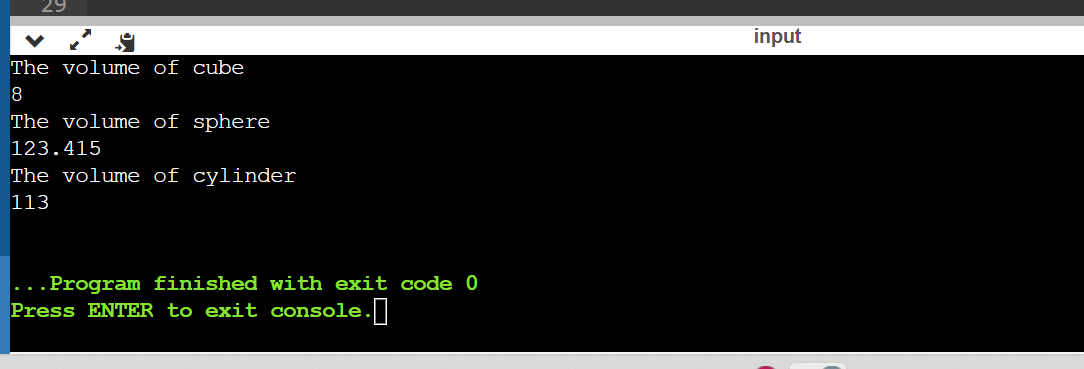 29
input
The volume of cube
8
The volume of sphere
123.415
The volume of cylinder
113
...Program finished with exit code 0
Press ENTER to exit console.